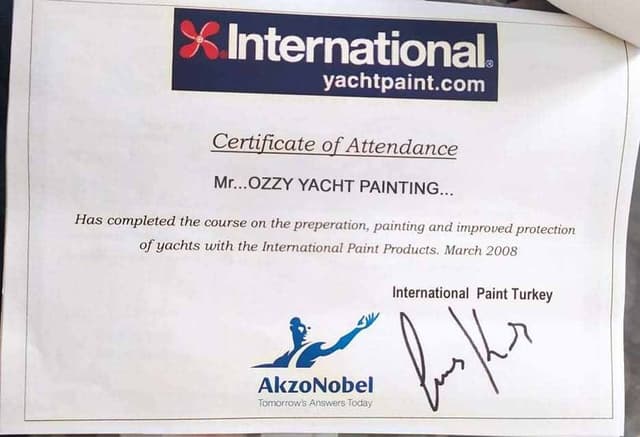 International®
yachtpaint.com
Certificate of Attendance
Mr...OZZY YACHT PAINTING...
Has completed the course on the preperation, painting and improved protection
of yachts with the International Paint Products. March 2008
International Paint Turkey
AkzoNobel
Tomorrow's Answers Today